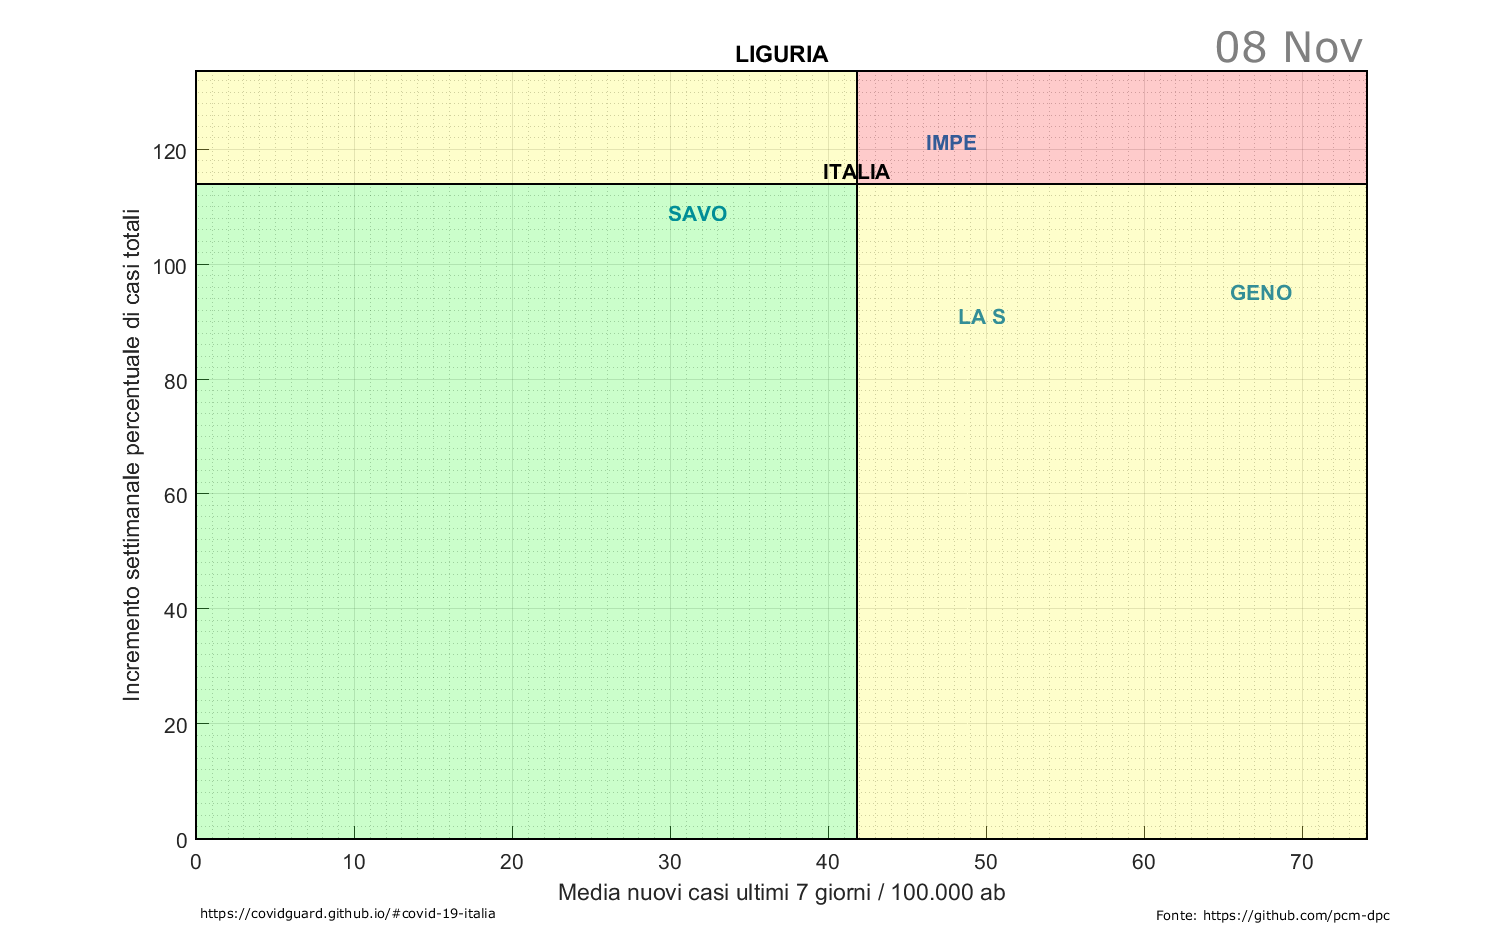 LIGURIA
08 Nov
IMPE
ITALIA
SAVO
GENO
LA S
Incremento settimanale percentuale di casi totali
120
100
80
60
40
20
0
0 10 20 30 40 50 60 70
Media nuovi casi ultimi 7 giorni / 100.000 ab
https://covidguard.github.io/#covid-19-italia
Fonte: https://github.com/pcm-dpc